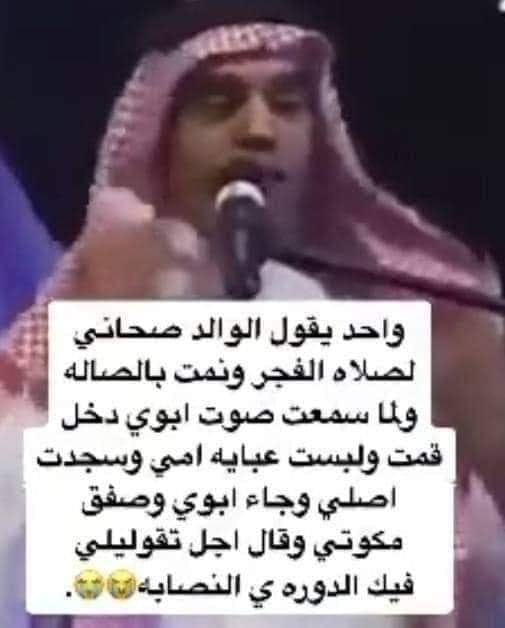 واحد يقول الوالد صحاني
لصلاه الفجر ونمت بالصاله
ولما سمعت صوت ابوي دخل
قمت ولبست عبايه امي وسجدت
اصلي وجاء ابوي وصفق
مكوتي وقال اجل تقوليلي
فيك الدوره ي النصابه😭😭.